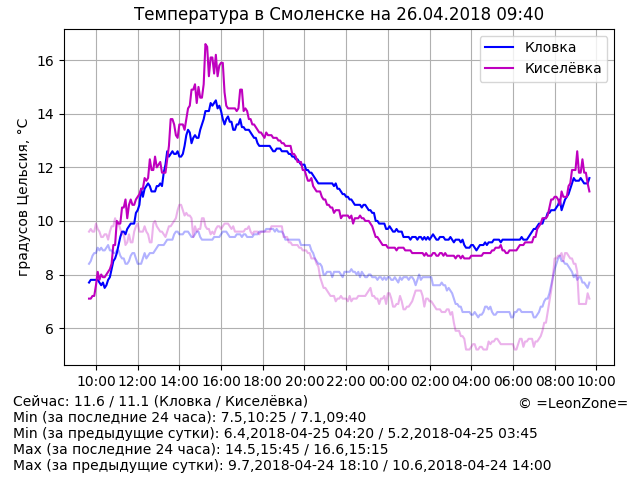 Температура в Смоленске на 26.04.2018 09:40
Кловка
Киселёвка
градусов Цельсия, °C
16
14
12
10
8
6
10:00 12:00 14:00 16:00 18:00 20:00 22:00 00:00 02:00 04:00 06:00 08:00 10:00
Сейчас: 11.6 / 11.1 (Кловка / Киселёвка)
© =LeonZone=
Min (за последние 24 часа): 7.5,10:25 / 7.1,09:40
Min (за предыдущие сутки): 6.4,2018-04-25 04:20 / 5.2,2018-04-25 03:45
Max (за последние 24 часа): 14.5,15:45 / 16.6,15:15
Max (за предыдущие сутки): 9.7,2018-04-24 18:10 / 10.6,2018-04-24 14:00